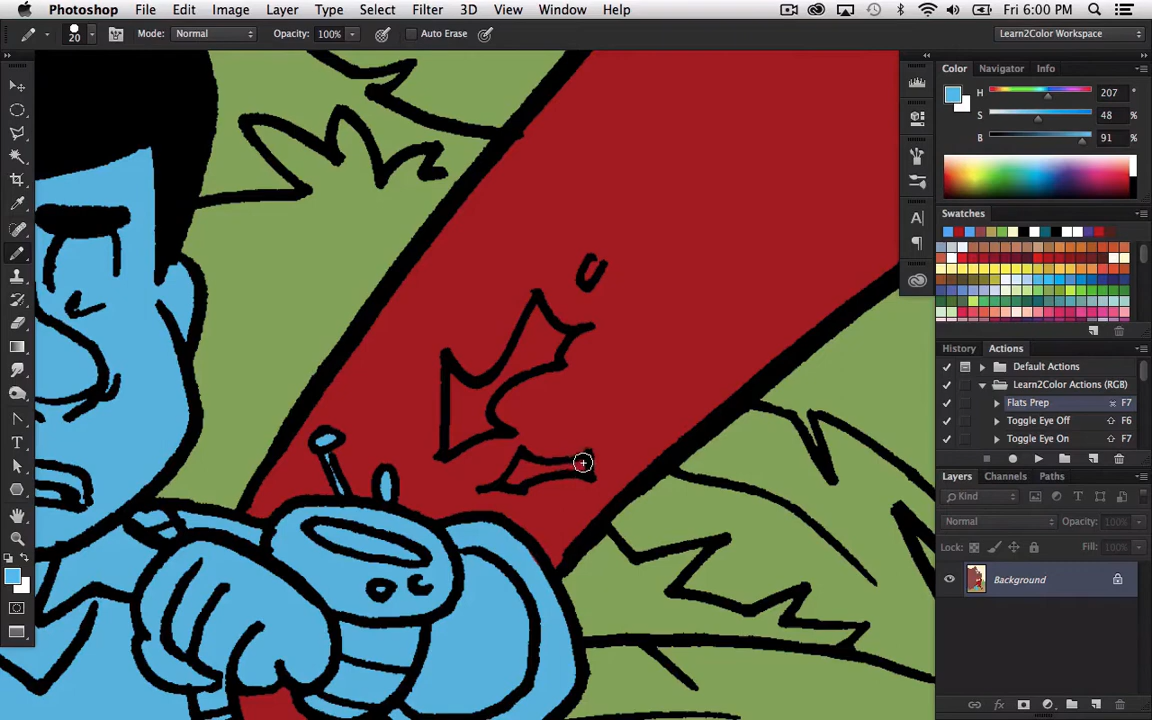 Photoshop File Edit Image Layer Type Select Filter 3D View Window Help Fri 6:00 PM
20 Mode: Normal Opacity: 100% Auto Erase Learn2Color Workspace
Color Navigator Info
H 207 °
S 48 %
B 91 %
Swatches
History Actions
Default Actions
Learn2Color Actions (RGB)
Flats Prep F7
Toggle Eye Off F6
Toggle Eye On F7
Layers Channels Paths
Kind
Normal Opacity: 100%
Lock: Fill: 100%
Background